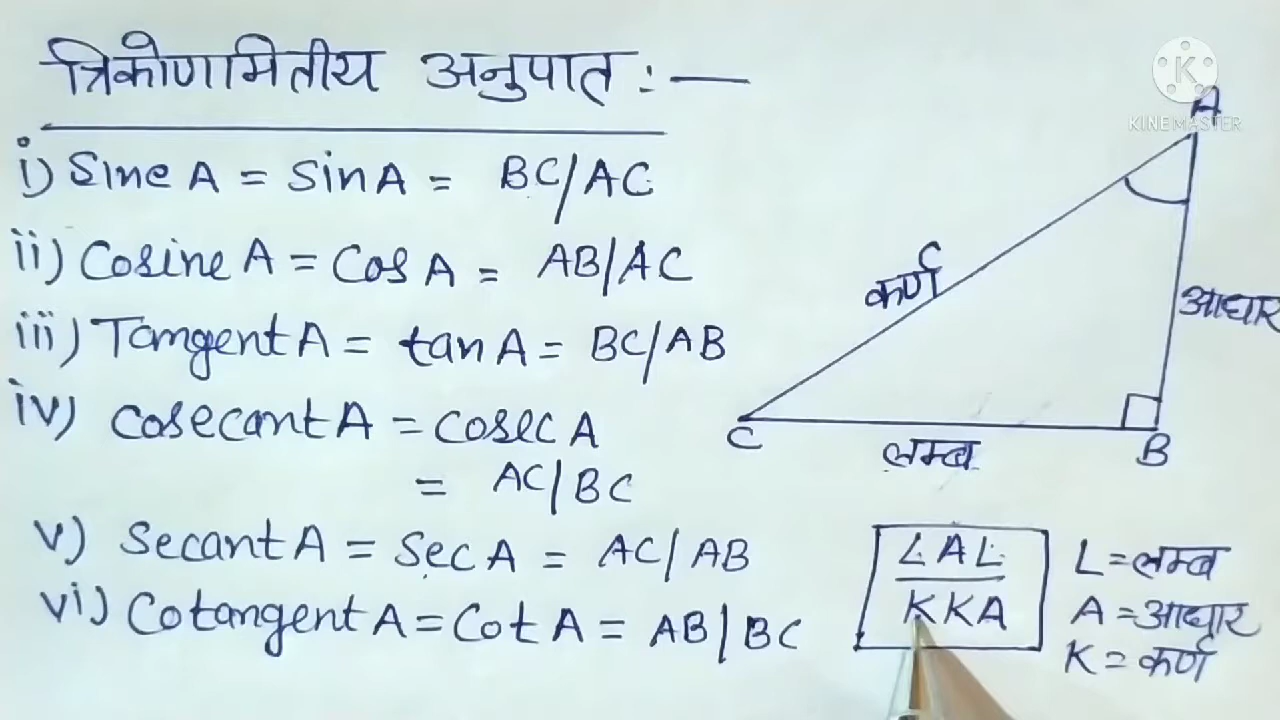 त्रिकोणामितीय अनुपात :—
i) Sine A = sin A = BC/AC
ii) Cosine A = Cos A = AB/AC
iii) Tangent A = tan A = BC/AB
iv) Cosecant A = Cosec A
= AC/BC
v) Secant A = Sec A = AC/AB
vi) Cotangent A = Cot A = AB/BC
K
KINEMASTER
A
कर्ण
आधार
C
लम्ब
B
LAL
KKA
L = लम्ब
A = आधार
K = कर्ण